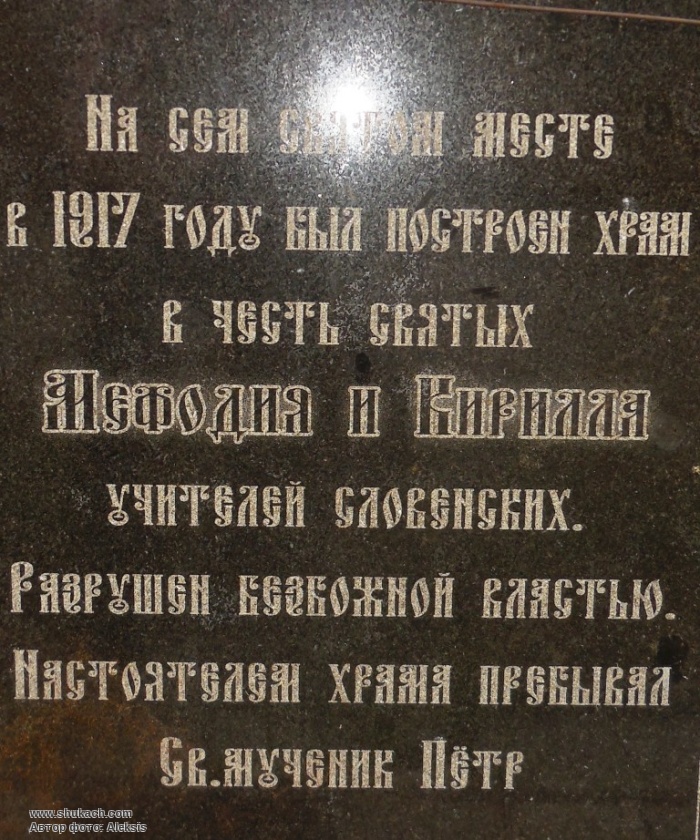 На сем святом месте
в 1917 году был построен храм
в честь святых
Мефодия и Кирилла
учителей словенских.
Разрушен безбожной властью.
Настоятелем храма пребывал
Св.мученик Пётр
www.shukach.com
Автор фото: Aleksis